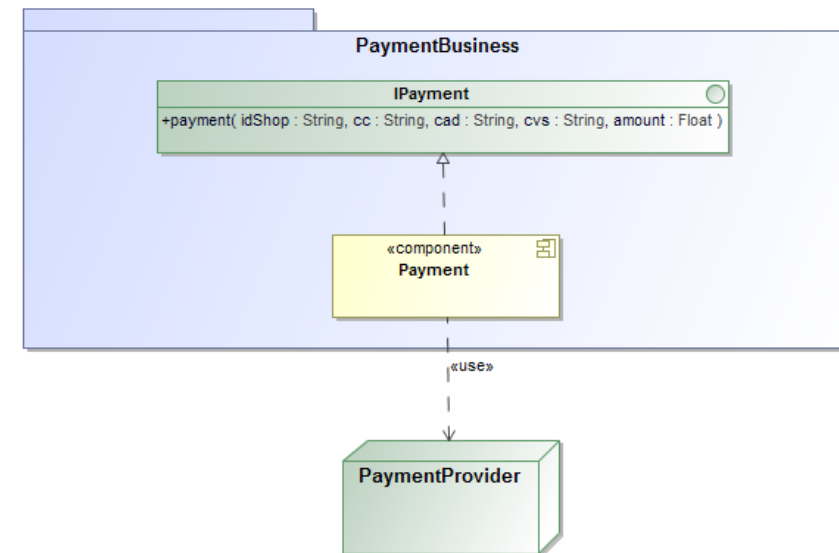 PaymentBusiness
IPayment
+payment( idShop : String, cc : String, cad : String, cvs : String, amount : Float )
«component»
Payment
«use»
PaymentProvider